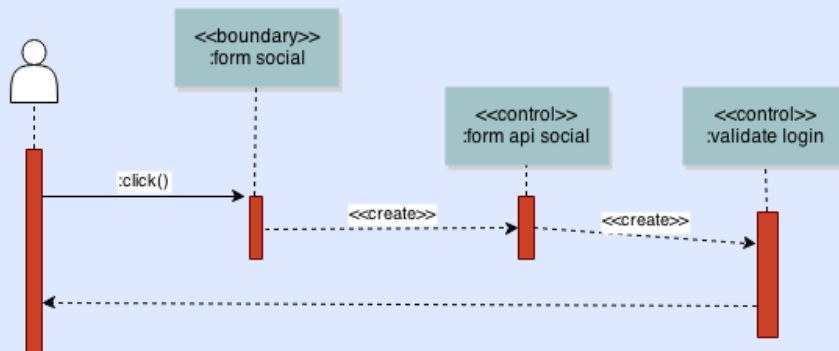 <<boundary>>
:form social
<<control>>
:form api social
<<control>>
:validate login
:click()
<<create>>
<<create>>